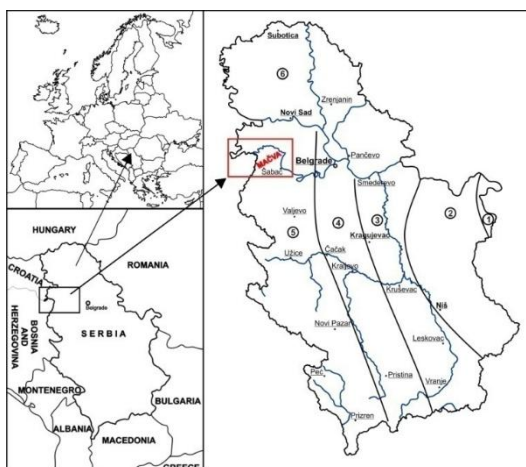 HUNGARY
CROATIA
ROMANIA
Belgrade
BOSNIA
AND
HERZEGOVINA
SERBIA
MONTENEGRO
BULGARIA
ALBANIA
MACEDONIA
GREECE
Subotica
6
Zrenjanin
Novi Sad
MAČVA
Belgrade
Pančevo
Šabac
Smederevo
2
1
Valjevo
4
3
5
Kragujevac
Užice
Čačak
Kraljevo
Kruševac
Niš
Novi Pazar
Leskovac
Peć
Pristina
Vranje
Prizren